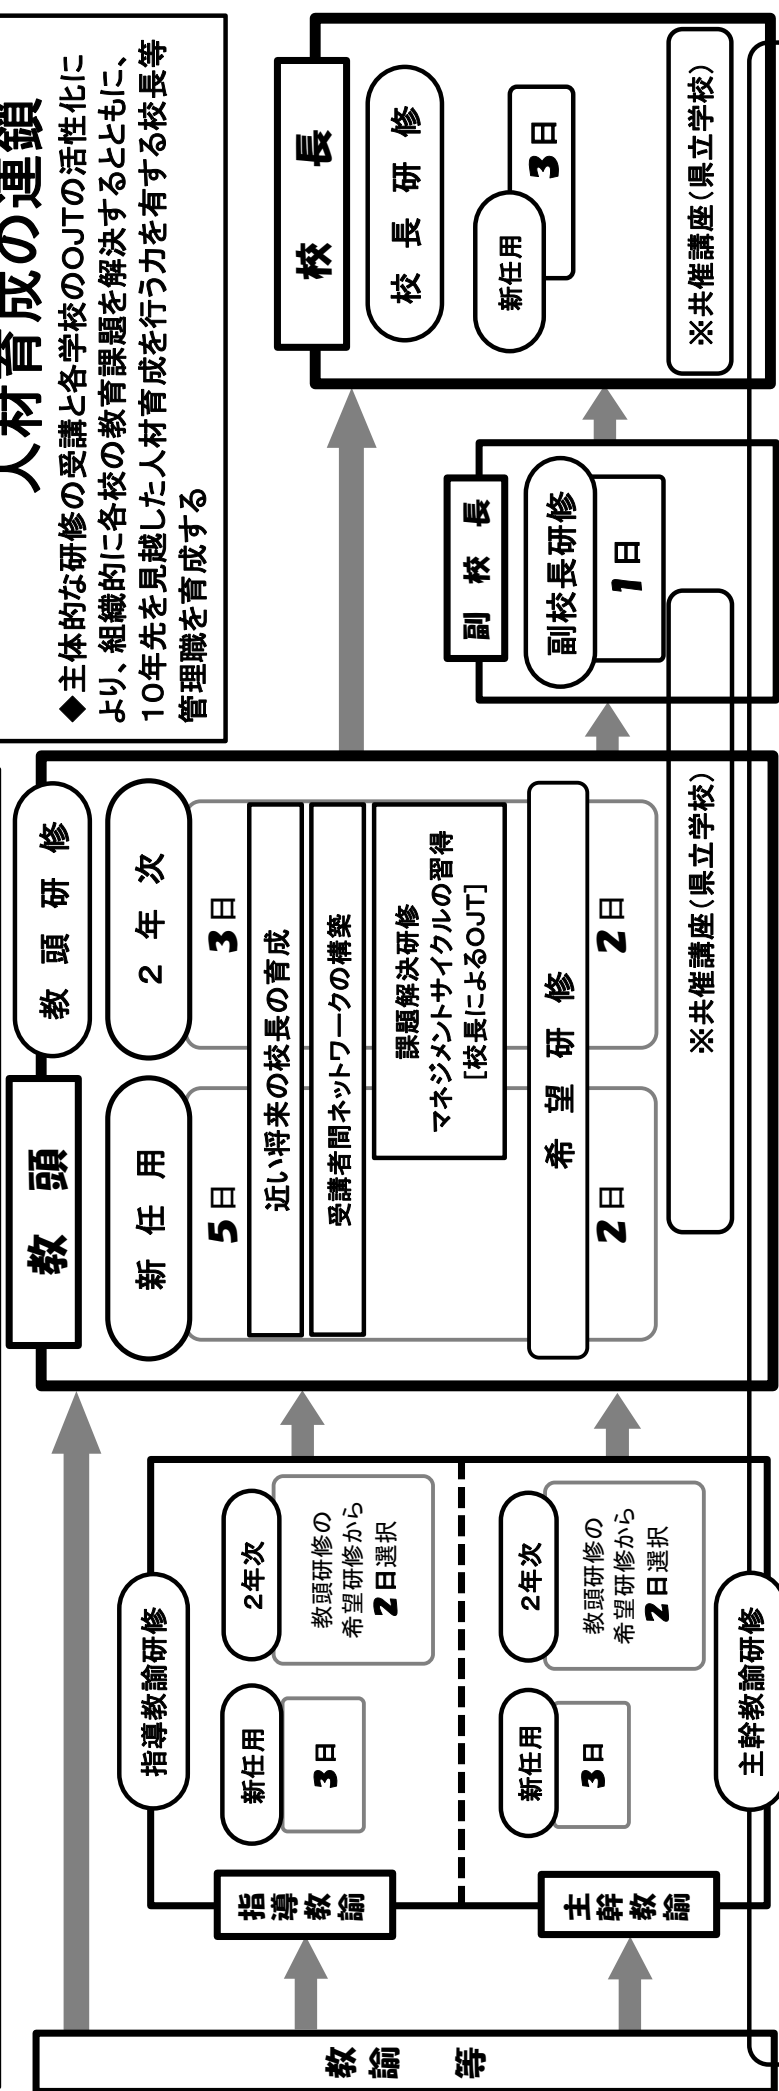 人材育成の連鎖
◆主体的な研修の受講と各学校のOJTの活性化に
より、組織的に各校の教育課題を解決するとともに、
10年先を見越した人材育成を行う力を有する校長等
管理職を育成する
教諭等
指導教諭研修
指導教諭
新任用
3日
2年次
教頭研修の
希望研修から
2日選択
主幹教諭
新任用
3日
2年次
教頭研修の
希望研修から
2日選択
主幹教諭研修
教頭
教頭研修
新任用
2年次
5日
3日
近い将来の校長の育成
受講者間ネットワークの構築
課題解決研修
マネジメントサイクルの習得
[校長によるOJT]
希望研修
2日
2日
※共催講座(県立学校)
副校長
副校長研修
1日
校長
校長研修
新任用
3日
※共催講座(県立学校)